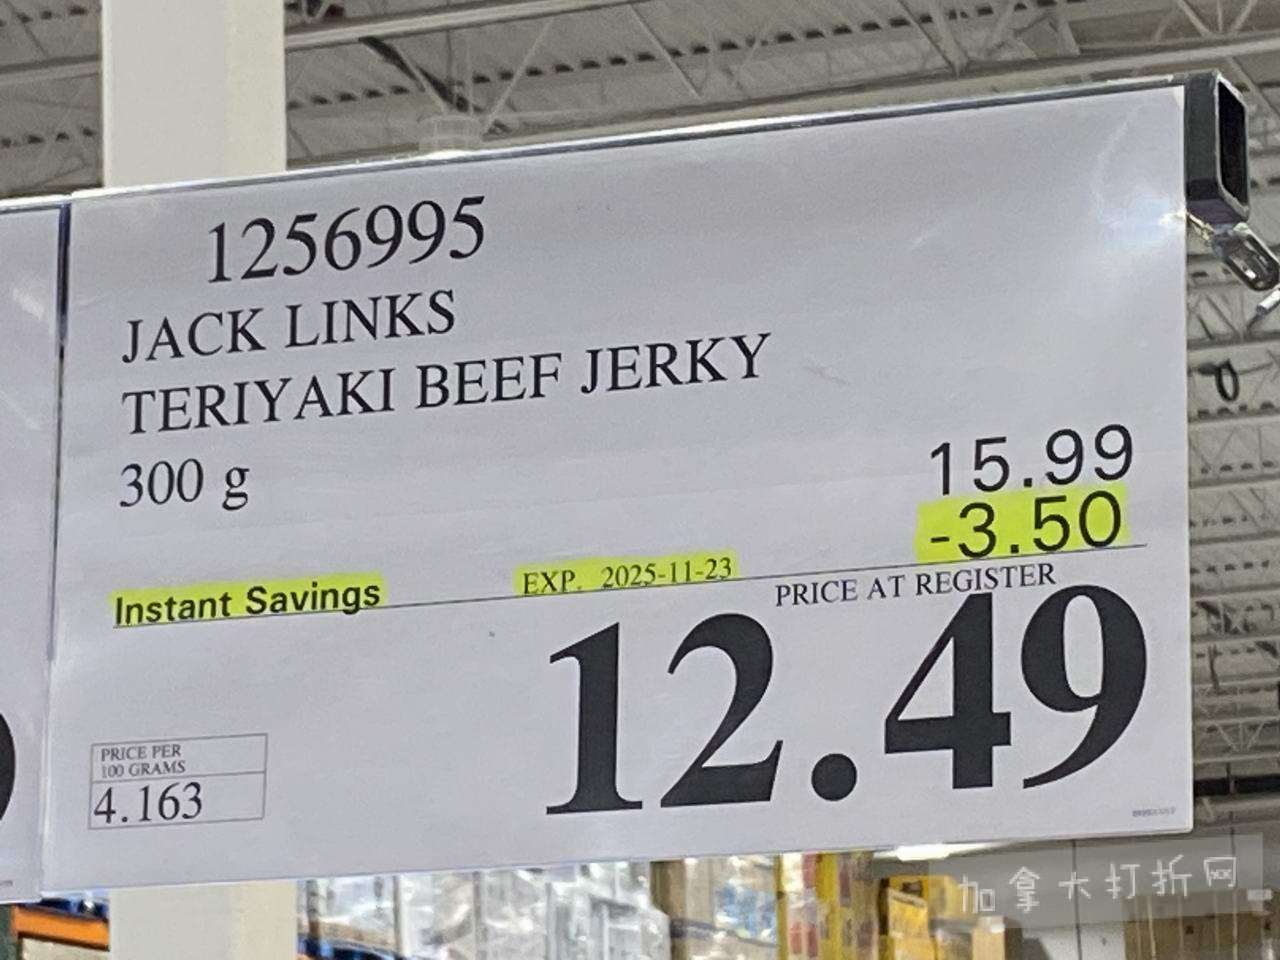 1256995
JACK LINKS
TERIYAKI BEEF JERKY
300 g
15.99
-3.50
Instant Savings
EXP. 2025-11-23
PRICE AT REGISTER
12.49
PRICE PER
100 GRAMS
4.163
加拿大打折网